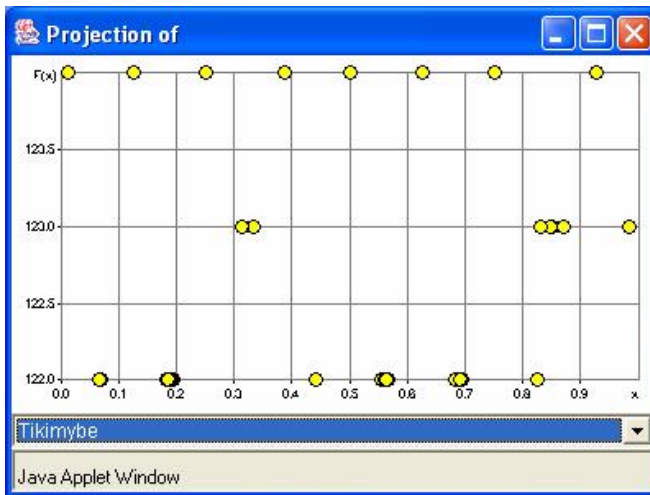 Projection of
F(x)
123.5
123.0
122.5
122.0
0.0 0.1 0.2 0.3 0.4 0.5 0.6 0.7 0.8 0.9 x
Tikimybe
Java Applet Window